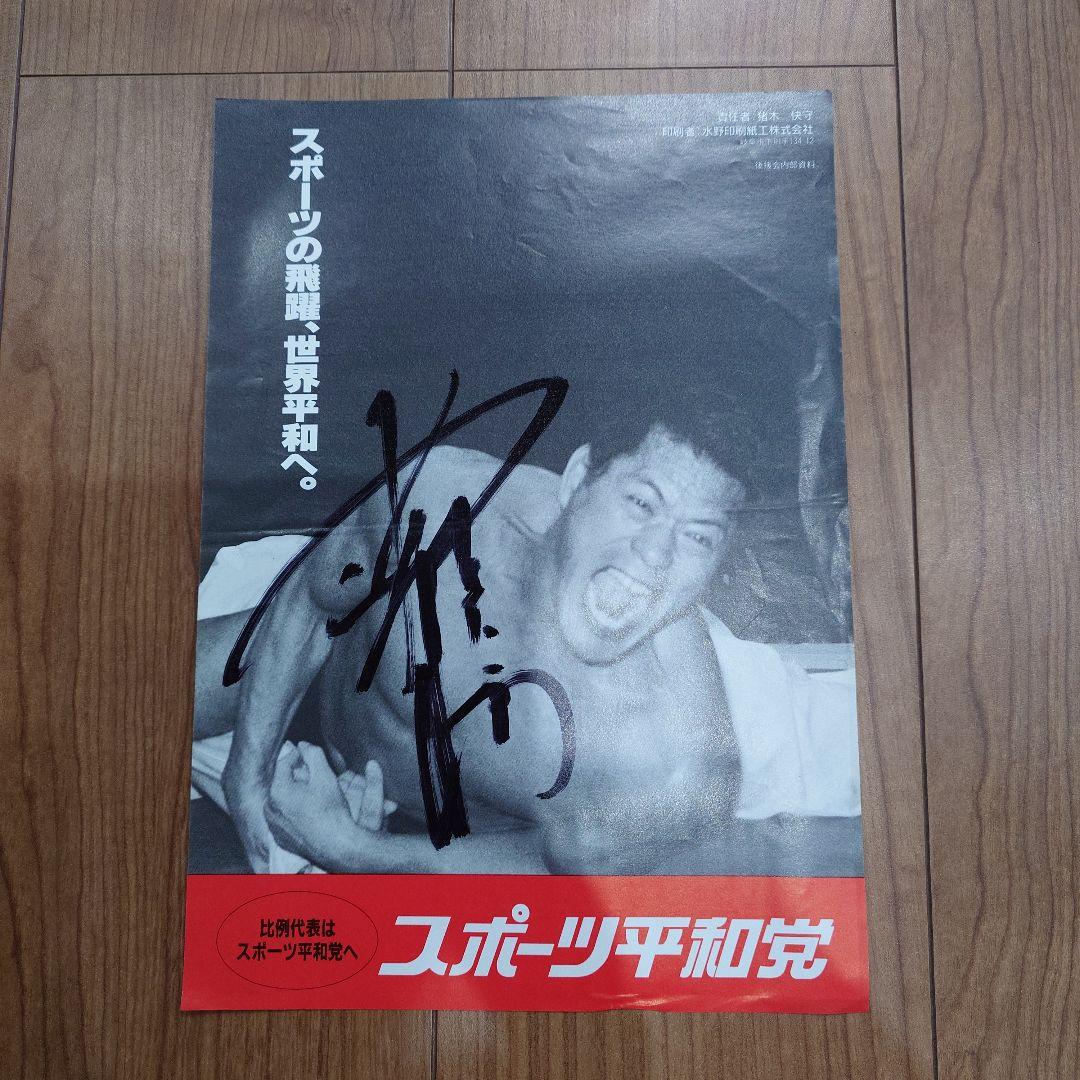 責任者 猪木 快守
印刷者 水野印刷紙工株式会社
後援会内部資料
スポーツの飛躍、世界平和へ。
比例代表は
スポーツ平和党へ
スポーツ平和党